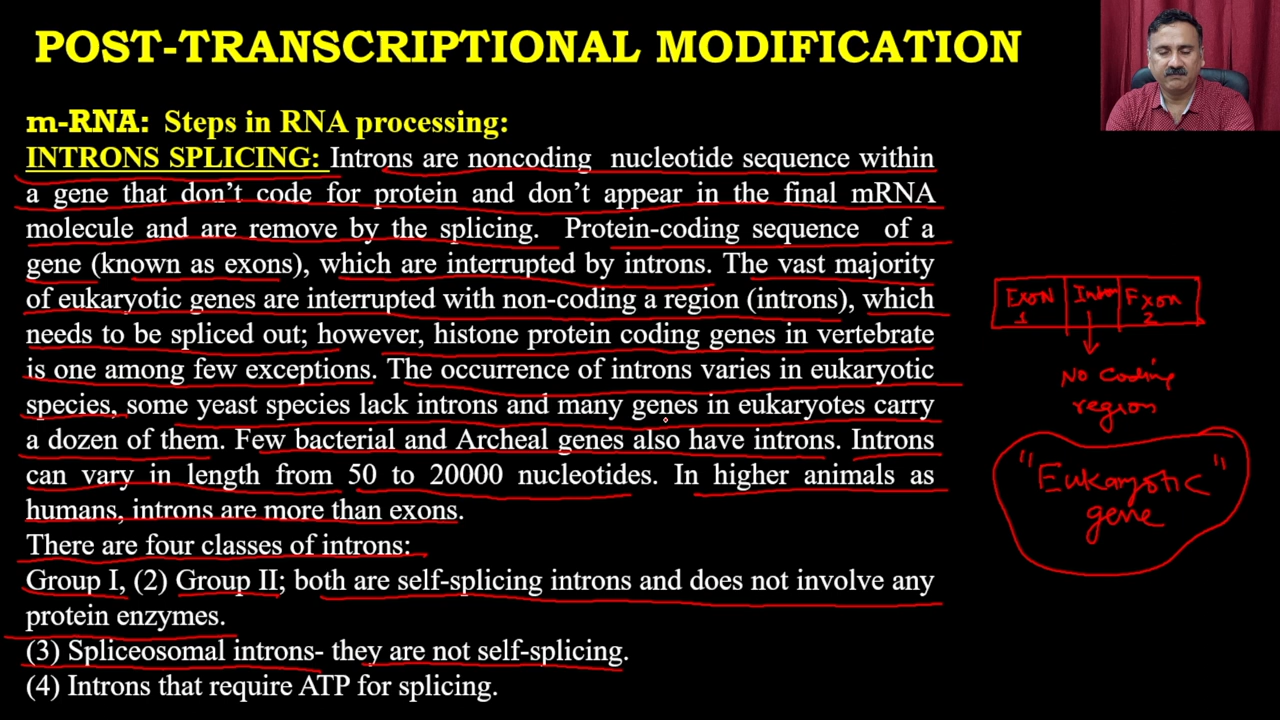 POST-TRANSCRIPTIONAL MODIFICATION
m-RNA: Steps in RNA processing:
INTRONS SPLICING: Introns are noncoding nucleotide sequence within
a gene that don't code for protein and don't appear in the final mRNA
molecule and are remove by the splicing. Protein-coding sequence of a
gene (known as exons), which are interrupted by introns. The vast majority
of eukaryotic genes are interrupted with non-coding a region (introns), which
needs to be spliced out; however, histone protein coding genes in vertebrate
is one among few exceptions. The occurrence of introns varies in eukaryotic
species, some yeast species lack introns and many genes in eukaryotes carry
a dozen of them. Few bacterial and Archeal genes also have introns. Introns
can vary in length from 50 to 20000 nucleotides. In higher animals as
humans, introns are more than exons.
There are four classes of introns:
Group I, (2) Group II; both are self-splicing introns and does not involve any
protein enzymes.
(3) Spliceosomal introns- they are not self-splicing.
(4) Introns that require ATP for splicing.
Exon Intron Exon
1 2
No coding
region
"Eukaryotic"
gene